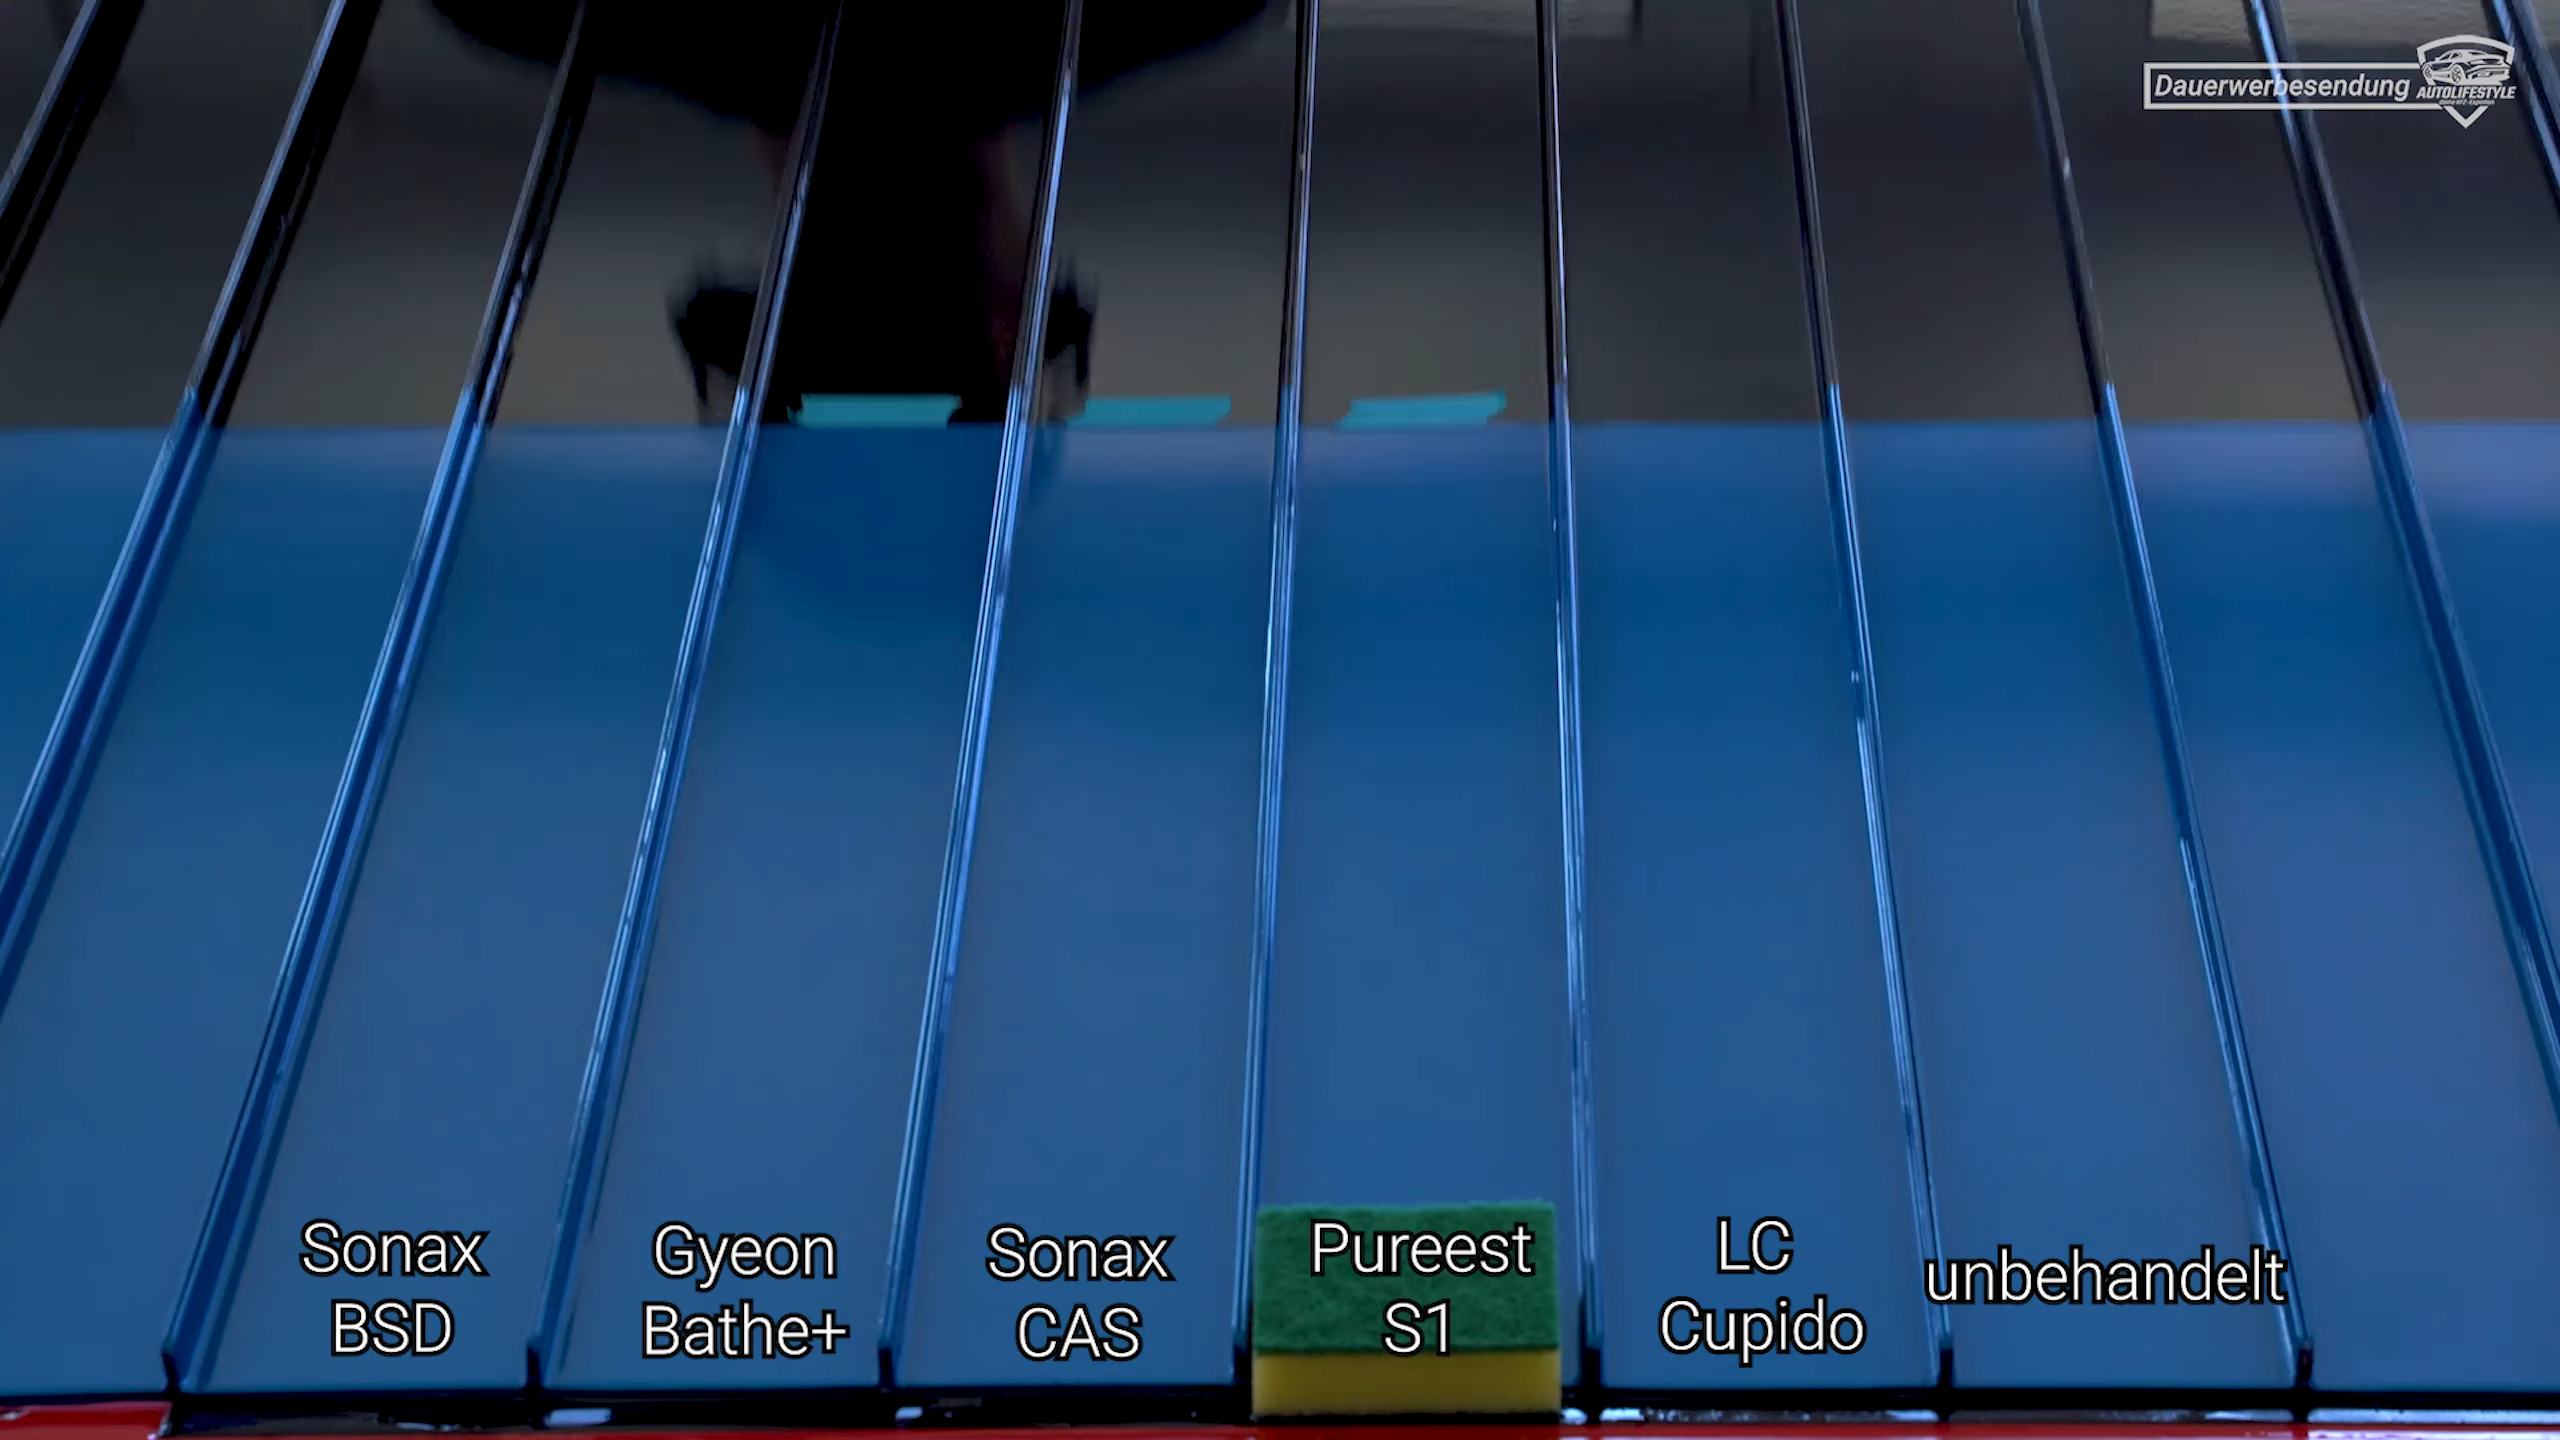 Dauerwerbesendung
AUTOLIFESTYLE
Sonax
BSD
Gyeon
Bathe+
Sonax
CAS
Pureest
S1
LC
Cupido
unbehandelt